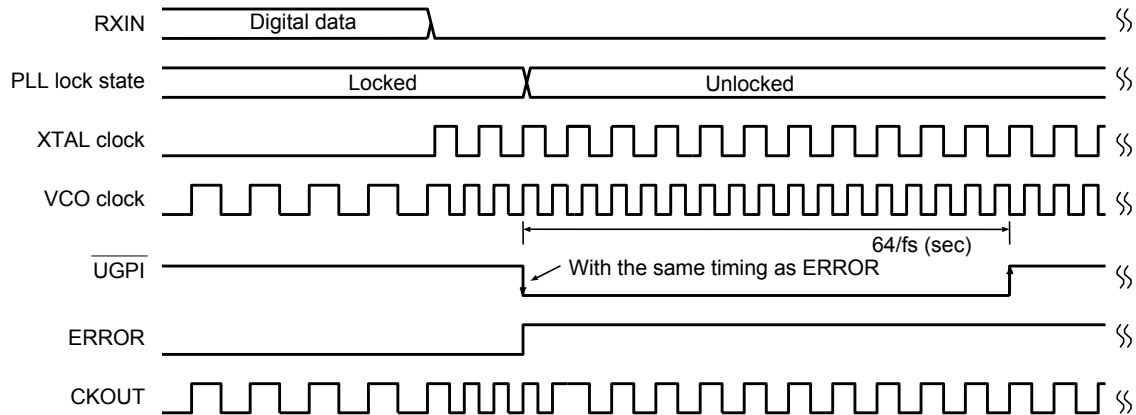 RXIN
Digital data
PLL lock state
Locked
Unlocked
XTAL clock
VCO clock
64/fs (sec)
UGPI
With the same timing as ERROR
ERROR
CKOUT